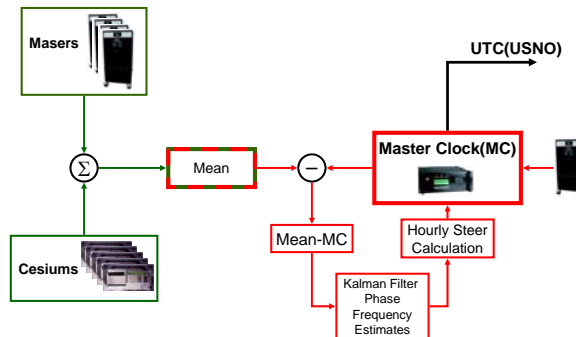 UTC(USNO)
Masers
Master Clock(MC)
Σ
Mean
−
Mean-MC
Hourly Steer
Calculation
Cesiums
Kalman Filter
Phase
Frequency
Estimates